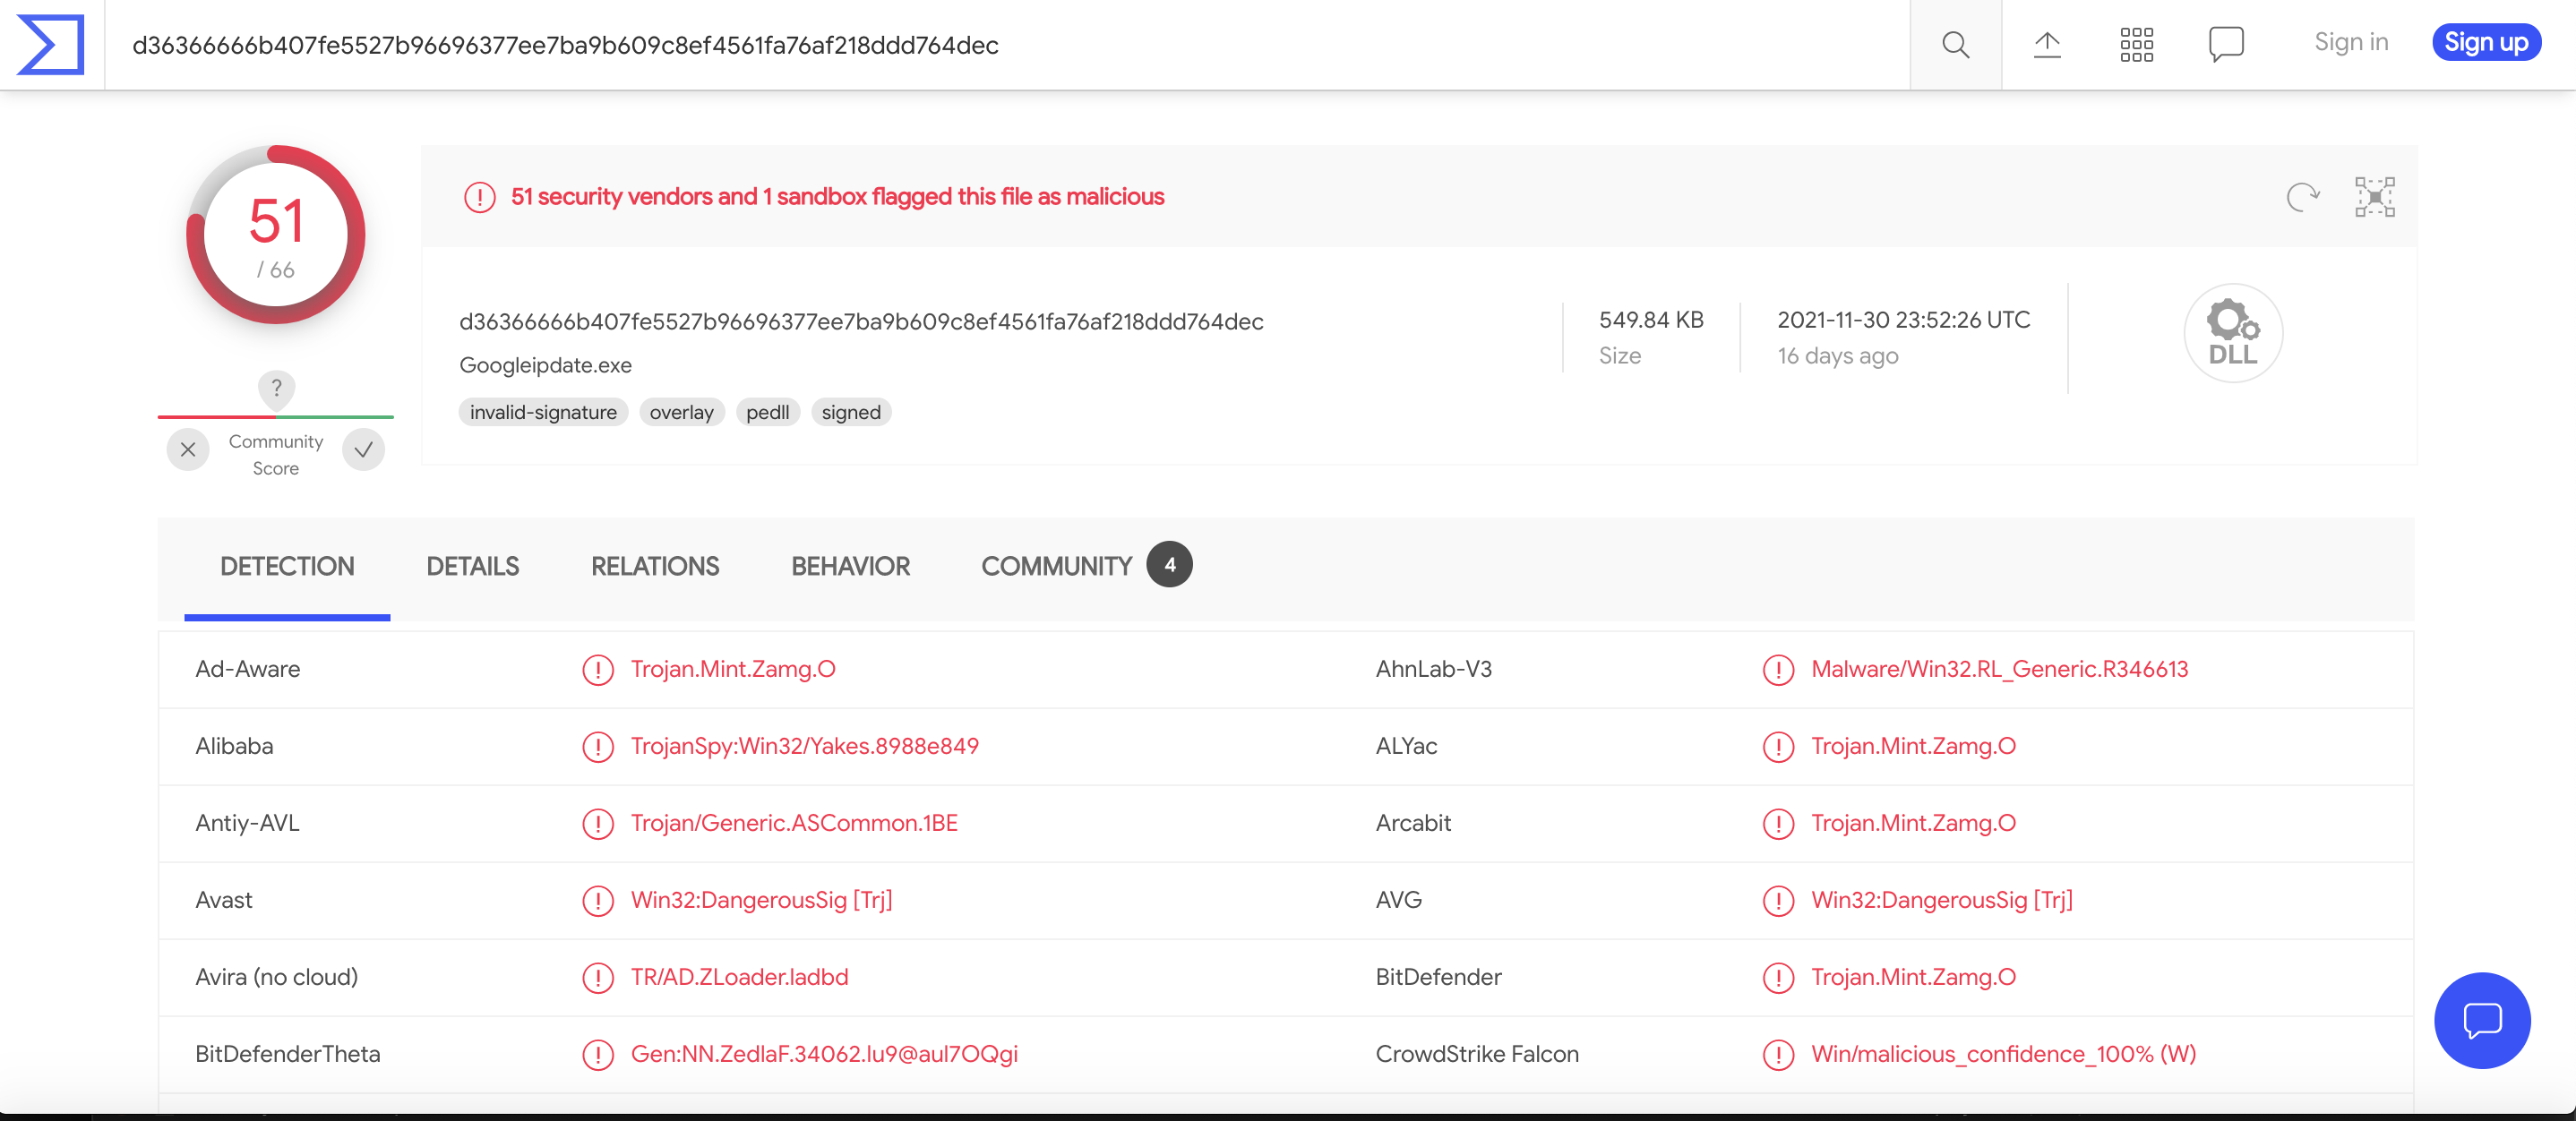 d36366666b407fe5527b96696377ee7ba9b609c8ef4561fa76af218ddd764dec
Sign in
Sign up
51
/ 66
?
Community
Score
51 security vendors and 1 sandbox flagged this file as malicious
d36366666b407fe5527b96696377ee7ba9b609c8ef4561fa76af218ddd764dec
Googleipdate.exe
invalid-signature overlay pedll signed
549.84 KB
Size
2021-11-30 23:52:26 UTC
16 days ago
DLL
DETECTION DETAILS RELATIONS BEHAVIOR COMMUNITY 4
Ad-Aware Trojan.Mint.Zamg.O AhnLab-V3 Malware/Win32.RL_Generic.R346613
Alibaba TrojanSpy:Win32/Yakes.8988e849 ALYac Trojan.Mint.Zamg.O
Antiy-AVL Trojan/Generic.ASCommon.1BE Arcabit Trojan.Mint.Zamg.O
Avast Win32:DangerousSig [Trj] AVG Win32:DangerousSig [Trj]
Avira (no cloud) TR/AD.ZLoader.ladbd BitDefender Trojan.Mint.Zamg.O
BitDefenderTheta Gen:NN.ZedlaF.34062.lu9@aul7OQgi CrowdStrike Falcon Win/malicious_confidence_100% (W)